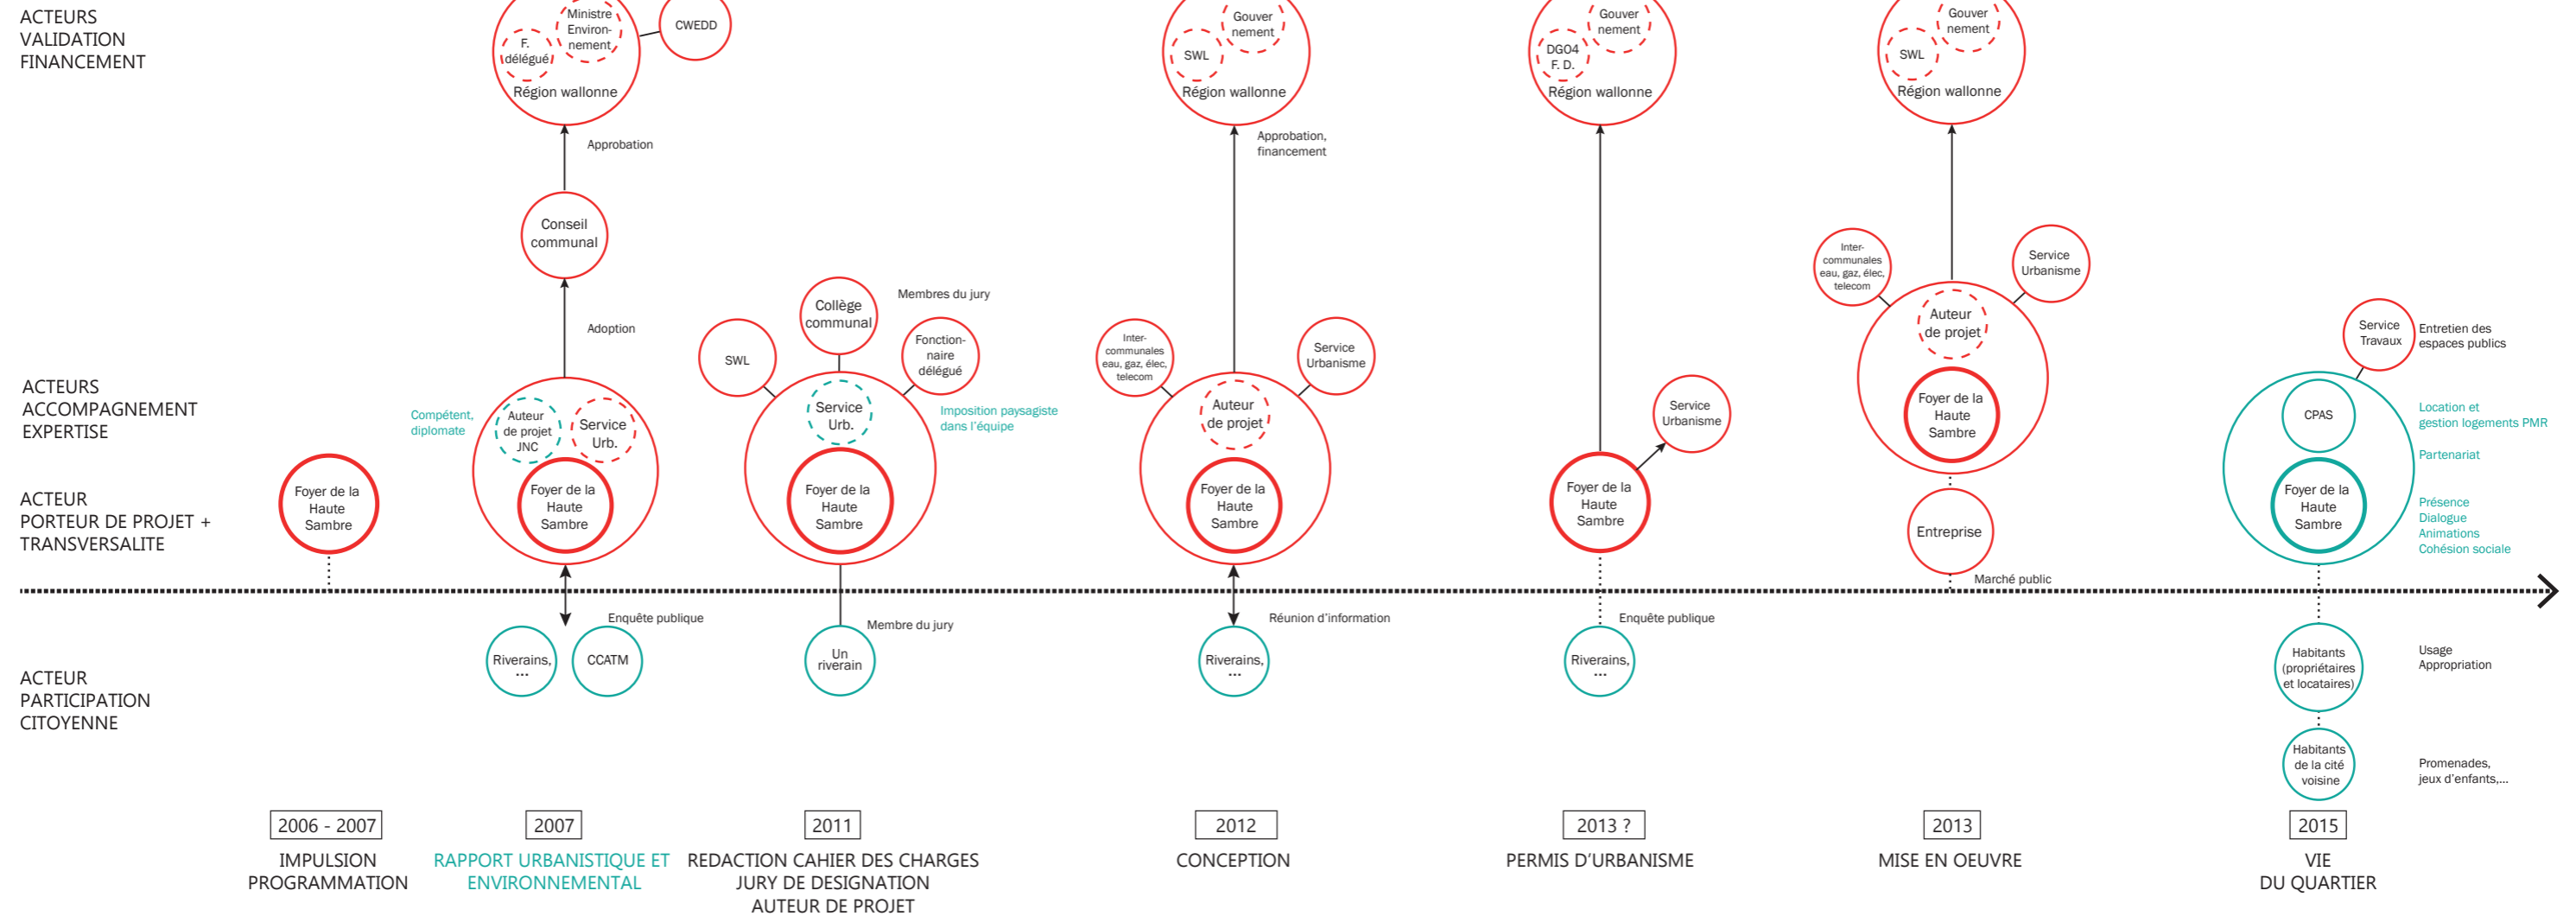 ACTEURS
VALIDATION
FINANCEMENT
Ministre
Environ-
nement
F.
délégué
Région wallonne
CWEDD
Gouver
nement
SWL
Région wallonne
Gouver
nement
DGO4
F. D.
Région wallonne
Gouver
nement
SWL
Région wallonne
Approbation
Approbation,
financement
Conseil
communal
Adoption
ACTEURS
ACCOMPAGNEMENT
EXPERTISE
Compétent,
diplomate
Auteur
de projet
JNC
Service
Urb.
SWL
Collège
communal
Membres du jury
Fonction-
naire
délégué
Service
Urb.
Imposition paysagiste
dans l'équipe
Inter-
communales
eau, gaz, élec,
telecom
Service
Urbanisme
Auteur
de projet
Service
Urbanisme
Inter-
communales
eau, gaz, élec,
telecom
Service
Urbanisme
Auteur
de projet
Service
Travaux
Entretien des
espaces publics
CPAS
Location et
gestion logements PMR
Partenariat
ACTEUR
PORTEUR DE PROJET +
TRANSVERSALITE
Foyer de la
Haute
Sambre
Foyer de la
Haute
Sambre
Foyer de la
Haute
Sambre
Foyer de la
Haute
Sambre
Foyer de la
Haute
Sambre
Foyer de la
Haute
Sambre
Entreprise
Marché public
Foyer de la
Haute
Sambre
Présence
Dialogue
Animations
Cohésion sociale
ACTEUR
PARTICIPATION
CITOYENNE
Enquête publique
Riverains,
...
CCATM
Membre du jury
Un
riverain
Réunion d'information
Riverains,
...
Enquête publique
Riverains,
...
Habitants
(propriétaires
et locataires)
Usage
Appropriation
Habitants
de la cité
voisine
Promenades,
jeux d'enfants,...
2006 - 2007
IMPULSION
PROGRAMMATION
2007
RAPPORT URBANISTIQUE ET
ENVIRONNEMENTAL
2011
REDACTION CAHIER DES CHARGES
JURY DE DESIGNATION
AUTEUR DE PROJET
2012
CONCEPTION
2013 ?
PERMIS D'URBANISME
2013
MISE EN OEUVRE
2015
VIE
DU QUARTIER